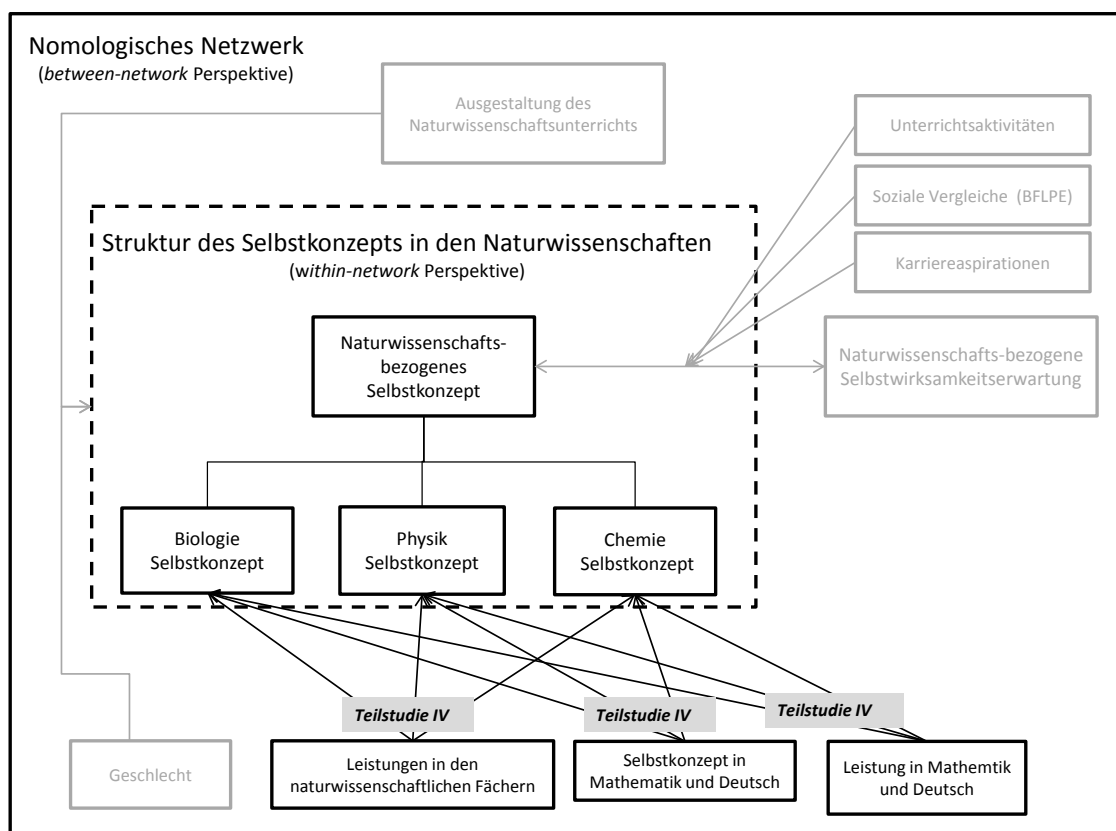 Nomologisches Netzwerk
(between-network Perspektive)
Ausgestaltung des
Naturwissenschaftsunterrichts
Unterrichtsaktivitäten
Soziale Vergleiche (BFLPE)
Karriereaspirationen
Struktur des Selbstkonzepts in den Naturwissenschaften
(within-network Perspektive)
Naturwissenschafts-
bezogenes
Selbstkonzept
Naturwissenschafts-bezogene
Selbstwirksamkeitserwartung
Biologie
Selbstkonzept
Physik
Selbstkonzept
Chemie
Selbstkonzept
Teilstudie IV
Teilstudie IV
Teilstudie IV
Geschlecht
Leistungen in den
naturwissenschaftlichen Fächern
Selbstkonzept in
Mathematik und Deutsch
Leistung in Mathemtik
und Deutsch